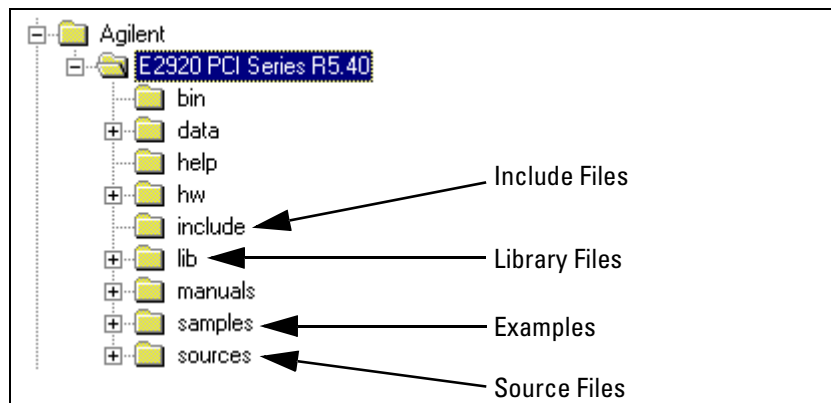 Agilent
E2920 PCI Series R5.40
bin
data
help
hw
include
lib
manuals
samples
sources
Include Files
Library Files
Examples
Source Files